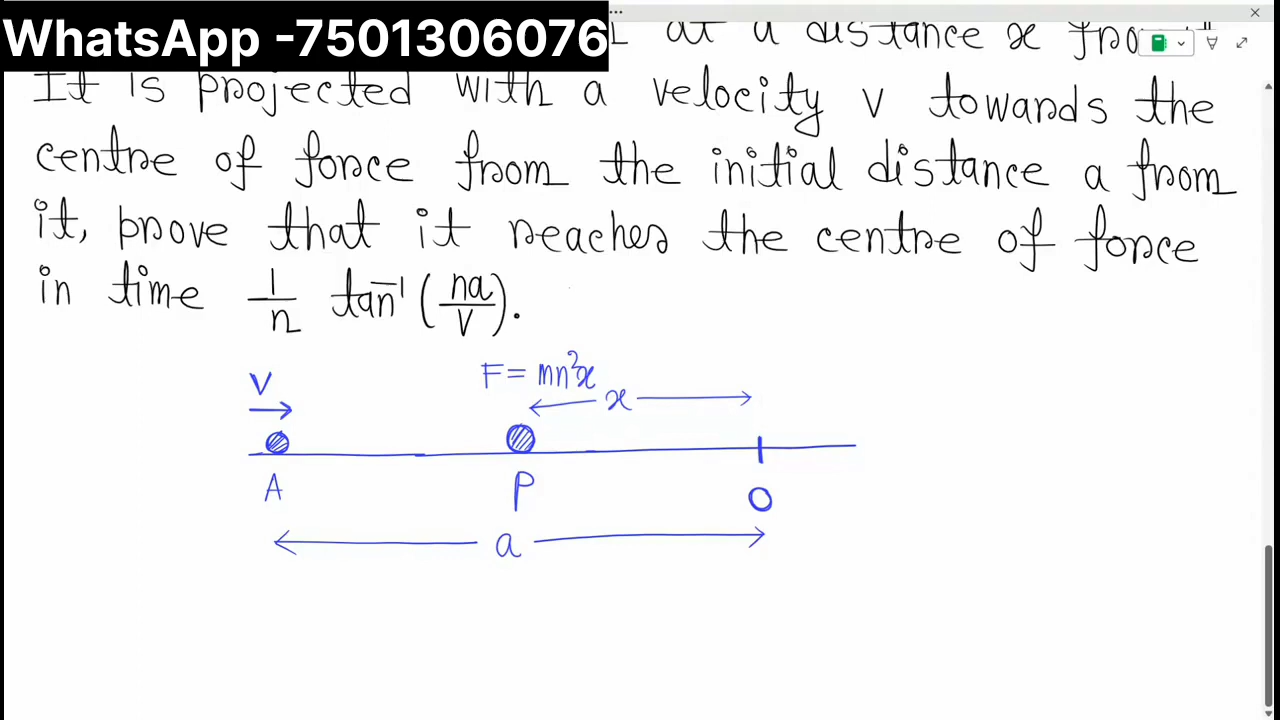 WhatsApp -7501306076
at a distance x from
It is projected with a velocity v towards the
centre of force from the initial distance a from
it, prove that it reaches the centre of force
in time 1/n tan⁻¹ (na/V).
V
F = mn²x
x
A
P
O
a